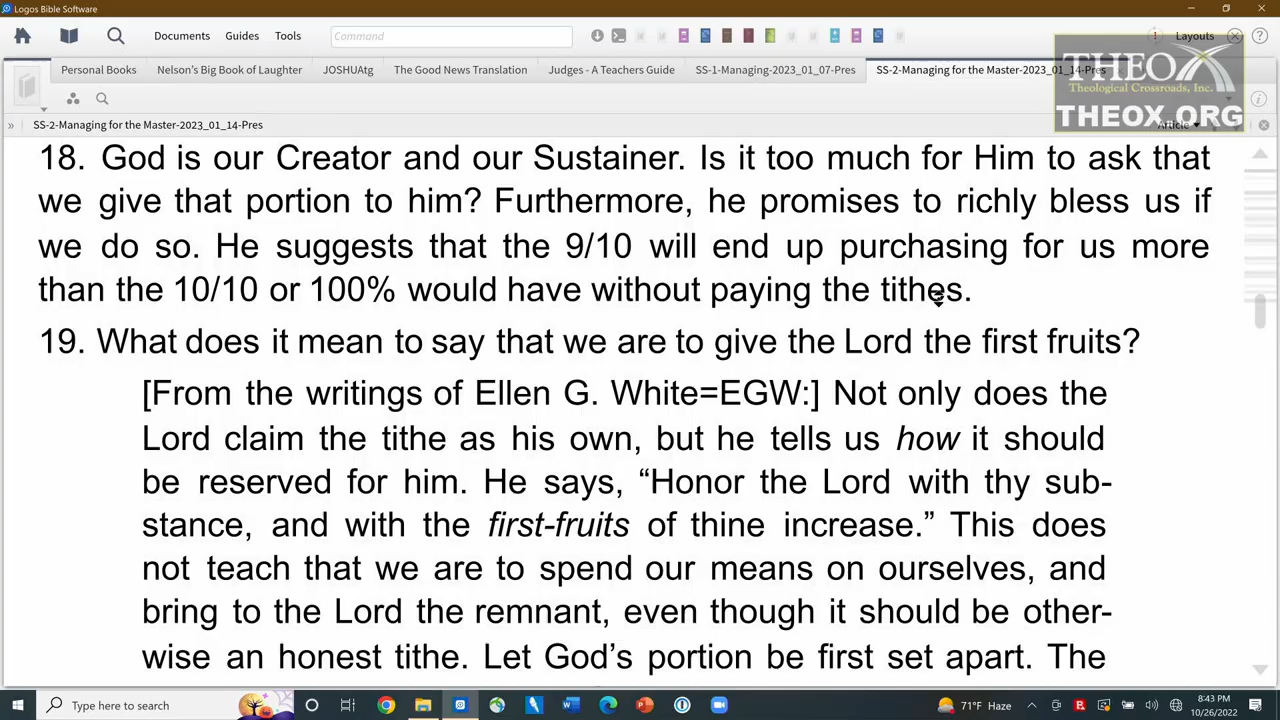 Logos Bible Software
Documents Guides Tools Command Layouts
THEOX
Theological Crossroads, Inc.
THEOX.ORG
Personal Books Nelson's Big Book of Laughter JOSHUA in the Good News Translation Judges - A Teachers Guide SS-1-Managing-2023_01_07-Pres SS-2-Managing for the Master-2023_01_14-Pres
SS-2-Managing for the Master-2023_01_14-Pres Article
18. God is our Creator and our Sustainer. Is it too much for Him to ask that
we give that portion to him? Furthermore, he promises to richly bless us if
we do so. He suggests that the 9/10 will end up purchasing for us more
than the 10/10 or 100% would have without paying the tithes.
19. What does it mean to say that we are to give the Lord the first fruits?
[From the writings of Ellen G. White=EGW:] Not only does the
Lord claim the tithe as his own, but he tells us how it should
be reserved for him. He says, “Honor the Lord with thy sub-
stance, and with the first-fruits of thine increase.” This does
not teach that we are to spend our means on ourselves, and
bring to the Lord the remnant, even though it should be other-
wise an honest tithe. Let God’s portion be first set apart. The
Type here to search 71°F Haze 8:43 PM
10/26/2022